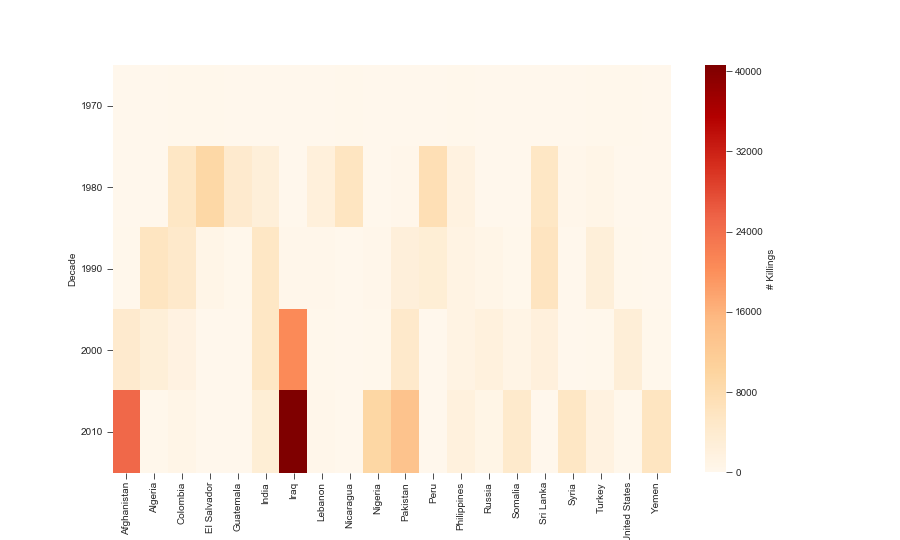 1970
1980
1990
2000
2010
Decade
Afghanistan
Algeria
Colombia
El Salvador
Guatemala
India
Iraq
Lebanon
Nicaragua
Nigeria
Pakistan
Peru
Philippines
Russia
Somalia
Sri Lanka
Syria
Turkey
United States
Yemen
40000
32000
24000
16000
8000
0
# Killings